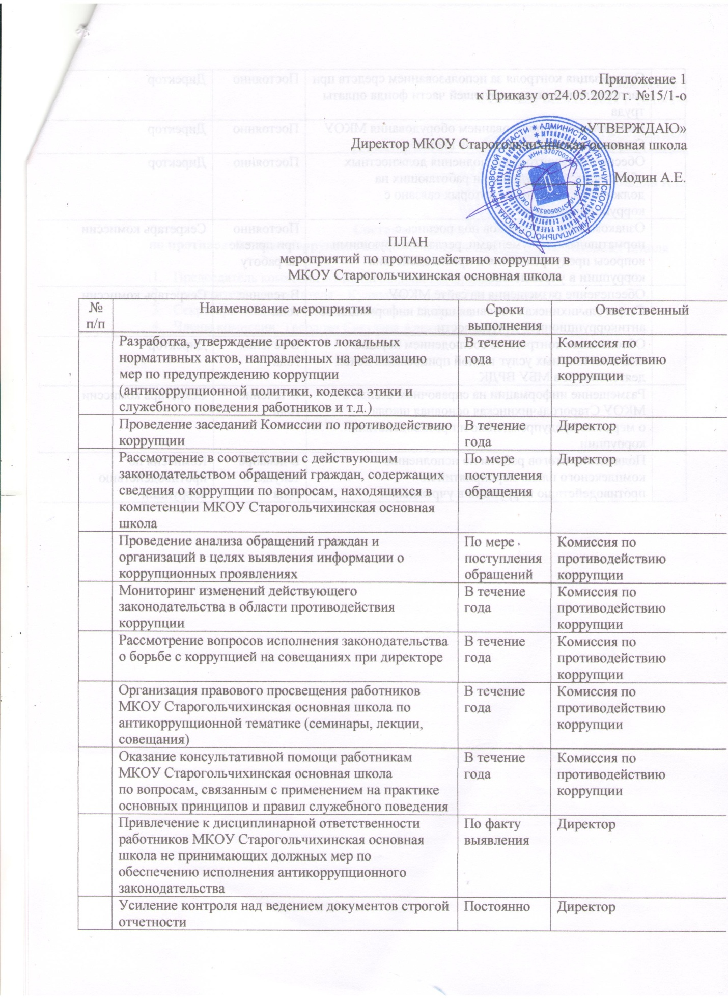 Приложение 1
к Приказу от24.05.2022 г. №15/1-о
«УТВЕРЖДАЮ»
Директор МКОУ Старогольчихинская основная школа
Модин А.Е.
ПЛАН
мероприятий по противодействию коррупции в
МКОУ Старогольчихинская основная школа
№ п/п Наименование мероприятия Сроки выполнения Ответственный
Разработка, утверждение проектов локальных
нормативных актов, направленных на реализацию
мер по предупреждению коррупции
(антикоррупционной политики, кодекса этики и
служебного поведения работников и т.д.)
В течение
года
Комиссия по
противодействию
коррупции
Проведение заседаний Комиссии по противодействию
коррупции
В течение
года
Директор
Рассмотрение в соответствии с действующим
законодательством обращений граждан, содержащих
сведения о коррупции по вопросам, находящихся в
компетенции МКОУ Старогольчихинская основная
школа
По мере
поступления
обращения
Директор
Проведение анализа обращений граждан и
организаций в целях выявления информации о
коррупционных проявлениях
По мере
поступления
обращений
Комиссия по
противодействию
коррупции
Мониторинг изменений действующего
законодательства в области противодействия
коррупции
В течение
года
Комиссия по
противодействию
коррупции
Рассмотрение вопросов исполнения законодательства
о борьбе с коррупцией на совещаниях при директоре
В течение
года
Комиссия по
противодействию
коррупции
Организация правового просвещения работников
МКОУ Старогольчихинская основная школа по
антикоррупционной тематике (семинары, лекции,
совещания)
В течение
года
Комиссия по
противодействию
коррупции
Оказание консультативной помощи работникам
МКОУ Старогольчихинская основная школа
по вопросам, связанным с применением на практике
основных принципов и правил служебного поведения
В течение
года
Комиссия по
противодействию
коррупции
Привлечение к дисциплинарной ответственности
работников МКОУ Старогольчихинская основная
школа не принимающих должных мер по
обеспечению исполнения антикоррупционного
законодательства
По факту
выявления
Директор
Усиление контроля над ведением документов строгой
отчетности
Постоянно
Директор